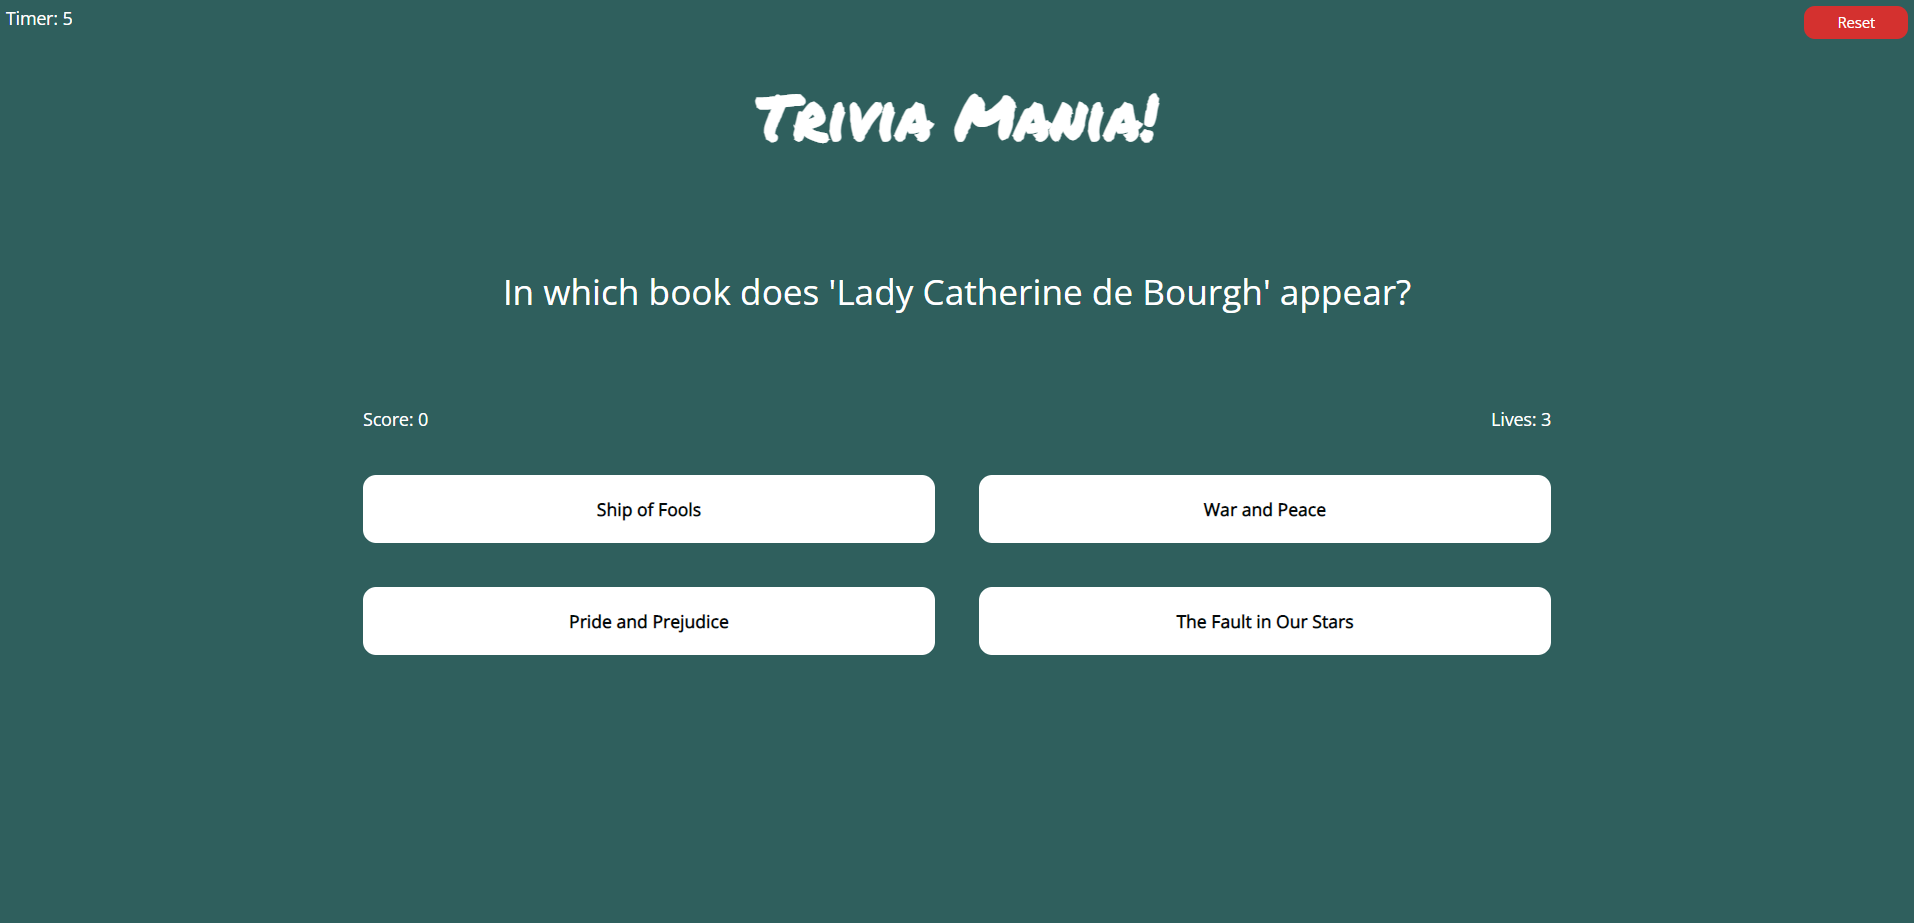 Timer: 5
Reset
Trivia Mania!
In which book does 'Lady Catherine de Bourgh' appear?
Score: 0
Lives: 3
Ship of Fools
War and Peace
Pride and Prejudice
The Fault in Our Stars